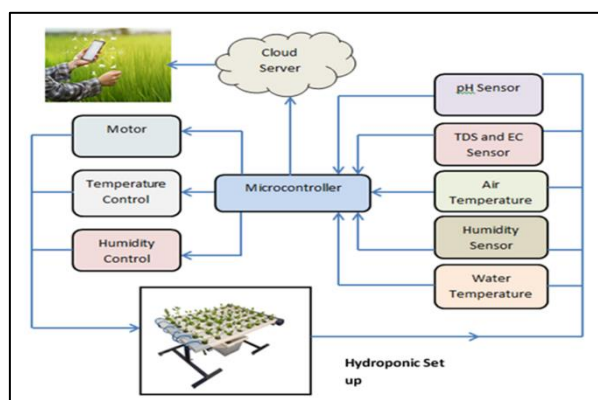 Cloud
Server
pH Sensor
Motor
TDS and EC
Sensor
Temperature
Control
Microcontroller
Air
Temperature
Humidity
Control
Humidity
Sensor
Water
Temperature
Hydroponic Set
up